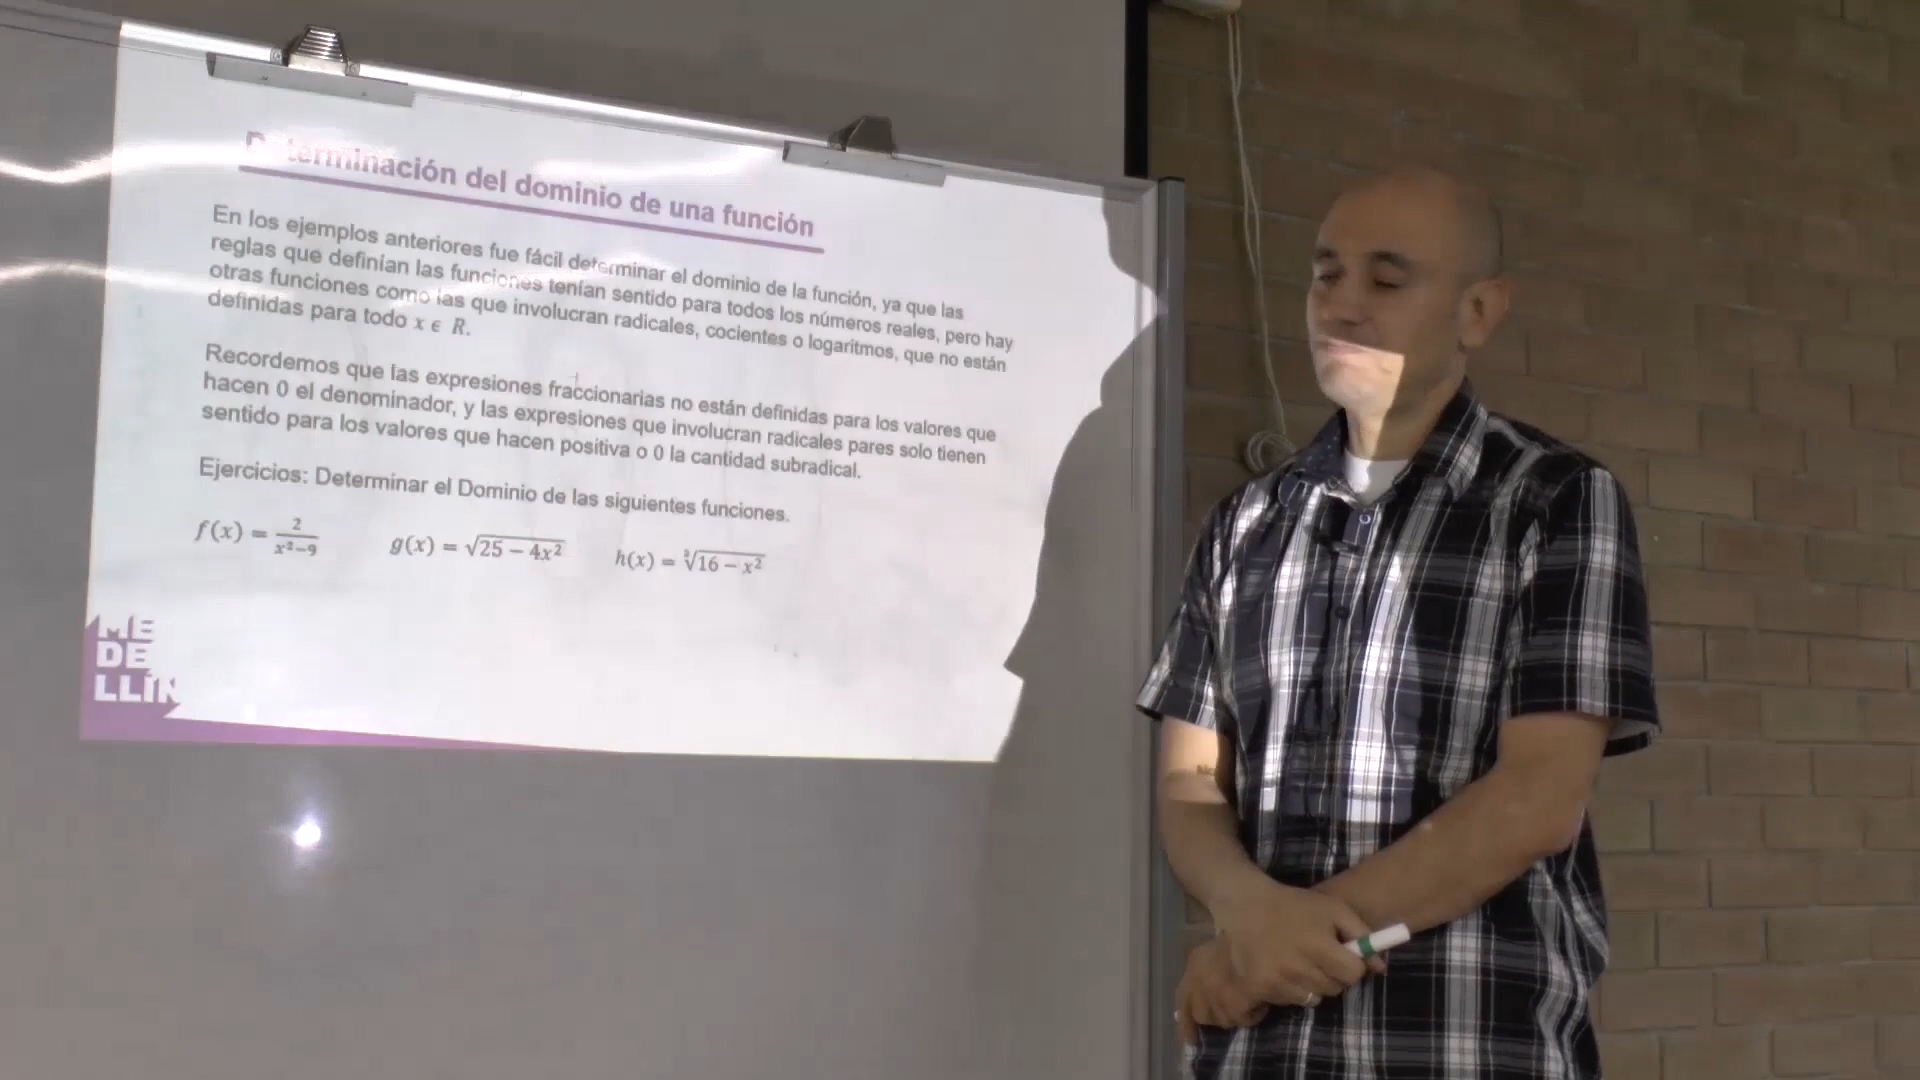 Determinación del dominio de una función
En los ejemplos anteriores fue fácil determinar el dominio de la función, ya que las
reglas que definían las funciones tenían sentido para todos los números reales, pero hay
otras funciones como las que involucran radicales, cocientes o logaritmos, que no están
definidas para todo x ϵ R.
Recordemos que las expresiones fraccionarias no están definidas para los valores que
hacen 0 el denominador, y las expresiones que involucran radicales pares solo tienen
sentido para los valores que hacen positiva o 0 la cantidad subradical.
Ejercicios: Determinar el Dominio de las siguientes funciones.
f(x) = 2/(x²−9) g(x) = √(25 − 4x²) h(x) = ∛(16 − x²)
ME
DE
LLÍN